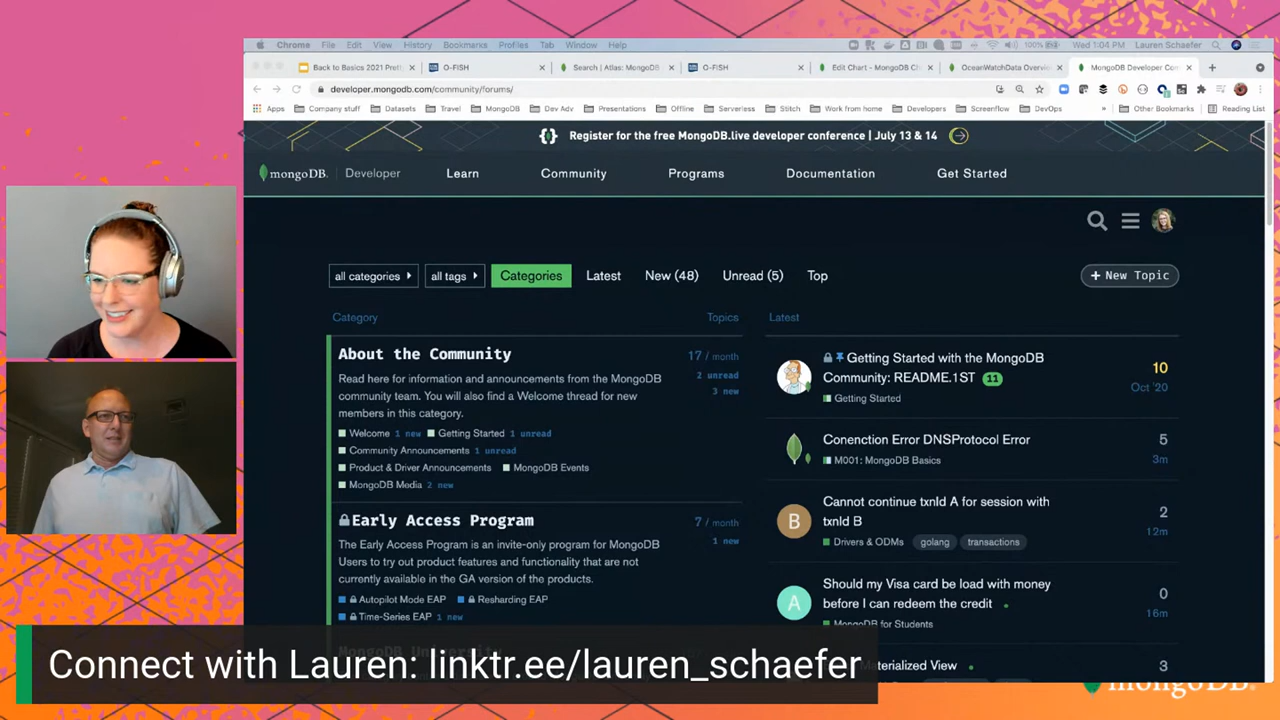 Chrome File Edit View History Bookmarks Profiles Tab Window Help 100% Wed 1:04 PM Lauren Schaefer
O-FISH Search | Atlas: MongoDB O-FISH OceanWatchData MongoDB Developer
developer.mongodb.com/community/forums/
Apps Company stuff Datasets Travel MongoDB Dev Adv Presentations Offline Serverless Stitch Work from home Developers Screenflow DevOps » Other Bookmarks Reading List
Register for the free MongoDB.live developer conference | July 13 & 14
mongoDB. Developer Learn Community Programs Documentation Get Started
all categories all tags Categories Latest New (48) Unread (5) Top + New Topic
Category Topics
About the Community 17 / month
2 unread
3 new
Read here for information and announcements from the MongoDB
community team. You will also find a Welcome thread for new
members in this category.
Welcome 1 new Getting Started 1 unread
Community Announcements 1 unread
Product & Driver Announcements MongoDB Events
MongoDB Media 2 new
Early Access Program 7 / month
1 new
The Early Access Program is an invite-only program for MongoDB
Users to try out product features and functionality that are not
currently available in the GA version of the products.
Autopilot Mode EAP Resharding EAP
Time-Series EAP 1 new
Latest
Getting Started with the MongoDB
Community: README.1ST 11
Getting Started
10
Oct '20
Conenction Error DNSProtocol Error
M001: MongoDB Basics
5
3m
B
Cannot continue txnId A for session with
txnId B
Drivers & ODMs golang transactions
2
12m
A
Should my Visa card be load with money
before I can redeem the credit
MongoDB for Students
0
16m
Materialized View
3
Connect with Lauren: linktr.ee/lauren_schaefer
mongoDB.